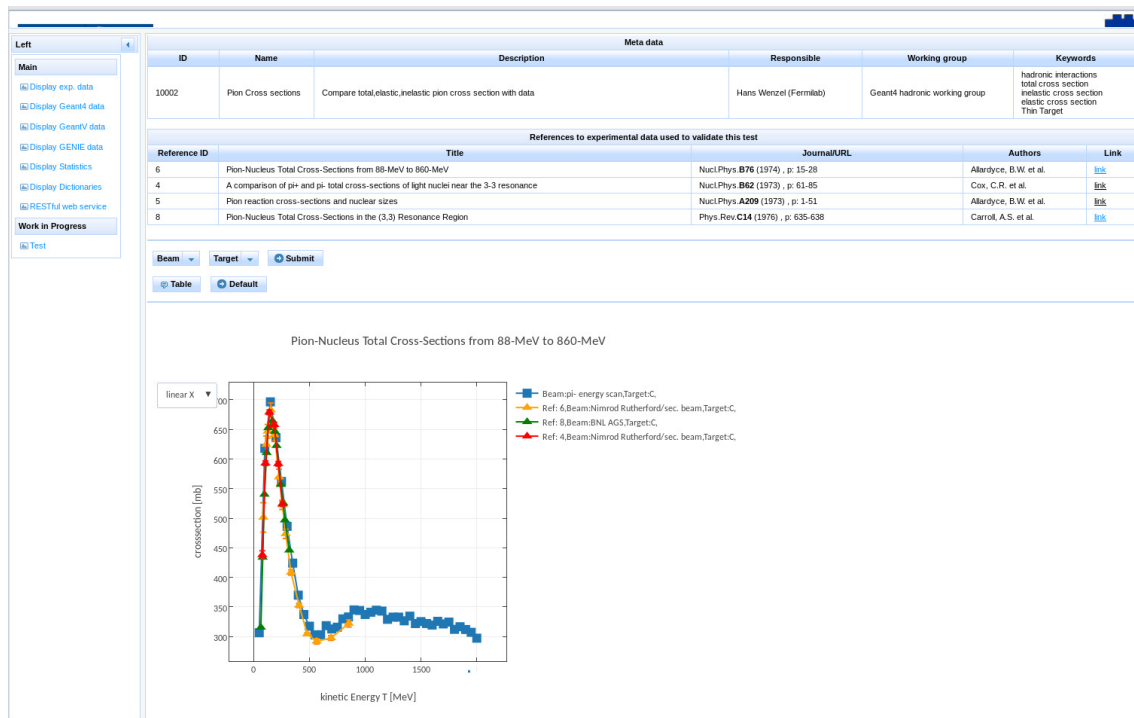 Left
Main
Display exp. data
Display Geant4 data
Display GeantV data
Display GENIE data
Display Statistics
Display Dictionaries
RESTful web service
Work in Progress
Test
Meta data
ID Name Description Responsible Working group Keywords
10002 Pion Cross sections Compare total,elastic,inelastic pion cross section with data Hans Wenzel (Fermilab) Geant4 hadronic working group
hadronic interactions
total cross section
inelastic cross section
elastic cross section
Thin Target
References to experimental data used to validate this test
Reference ID Title Journal/URL Authors Link
6 Pion-Nucleus Total Cross-Sections from 88-MeV to 860-MeV Nucl.Phys.B76 (1974) , p: 15-28 Allardyce, B.W. et al. link
4 A comparison of pi+ and pi- total cross-sections of light nuclei near the 3-3 resonance Nucl.Phys.B62 (1973) , p: 61-85 Cox, C.R. et al. link
5 Pion reaction cross-sections and nuclear sizes Nucl.Phys.A209 (1973) , p: 1-51 Allardyce, B.W. et al. link
8 Pion-Nucleus Total Cross-Sections in the (3,3) Resonance Region Phys.Rev.C14 (1976) , p: 635-638 Carroll, A.S. et al. link
Beam Target Submit
Table Default
Pion-Nucleus Total Cross-Sections from 88-MeV to 860-MeV
linear X
Beam:pi- energy scan,Target:C,
Ref: 6,Beam:Nimrod Rutherford/sec. beam,Target:C,
Ref: 8,Beam:BNL AGS,Target:C,
Ref: 4,Beam:Nimrod Rutherford/sec. beam,Target:C,
650
600
550
500
450
400
350
300
crosssection [mb]
0 500 1000 1500
kinetic Energy T [MeV]